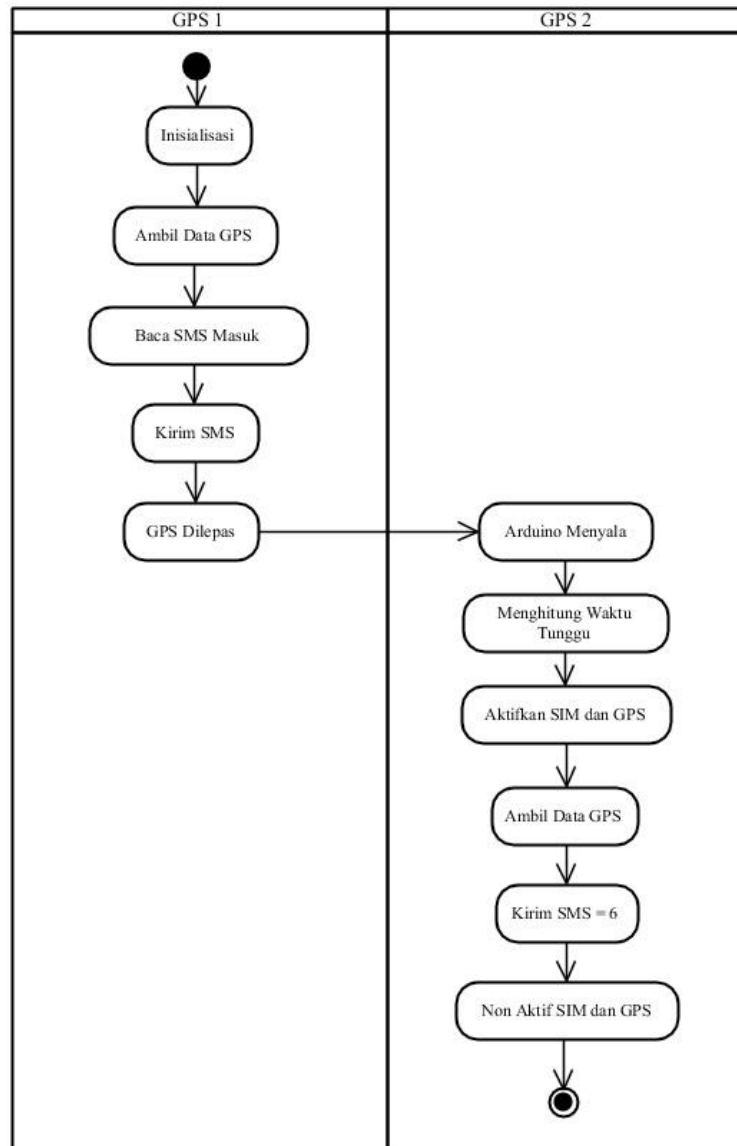 GPS 1
GPS 2
Inisialisasi
Ambil Data GPS
Baca SMS Masuk
Kirim SMS
GPS Dilepas
Arduino Menyala
Menghitung Waktu
Tunggu
Aktifkan SIM dan GPS
Ambil Data GPS
Kirim SMS = 6
Non Aktif SIM dan GPS